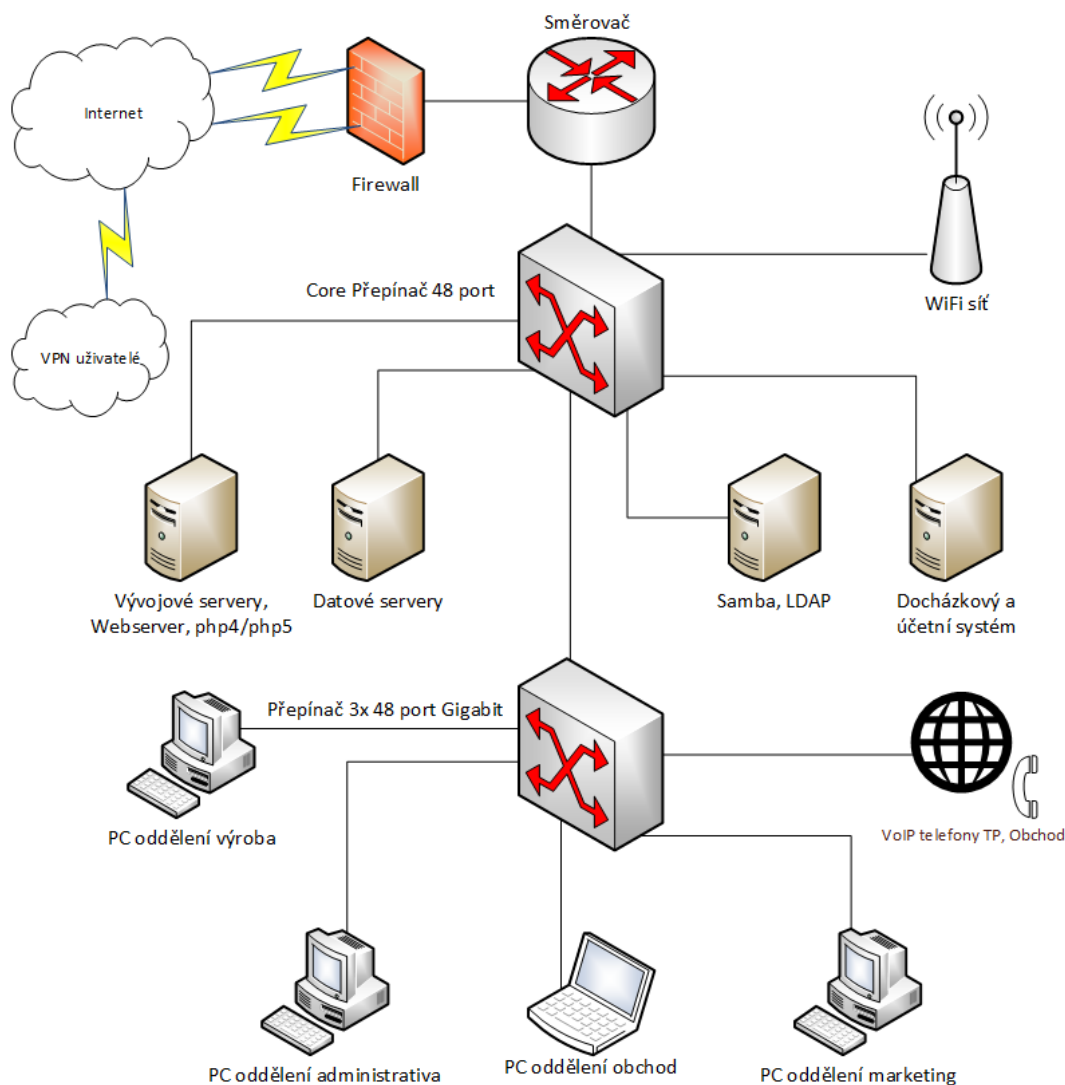 Směrovač
Internet
Firewall
Core Přepínač 48 port
WiFi síť
VPN uživatelé
Vývojové servery,
Webserver, php4/php5
Datové servery
Samba, LDAP
Docházkový a
účetní systém
Přepínač 3x 48 port Gigabit
PC oddělení výroba
VoIP telefony TP, Obchod
PC oddělení administrativa
PC oddělení obchod
PC oddělení marketing